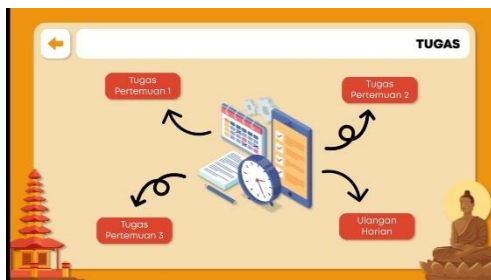 TUGAS
Tugas
Pertemuan 1
Tugas
Pertemuan 2
Tugas
Pertemuan 3
Ulangan
Harian